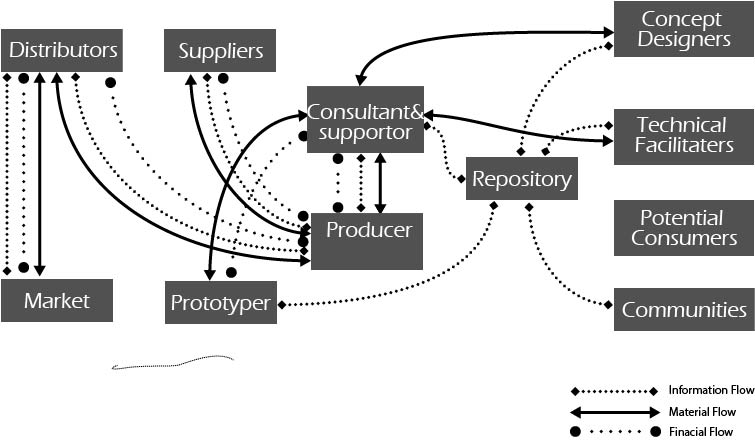 Concept
Designers
Distributors
Suppliers
Consultant&
supportor
Technical
Facilitaters
Repository
Producer
Potential
Consumers
Market
Prototyper
Communities
Information Flow
Material Flow
Finacial Flow